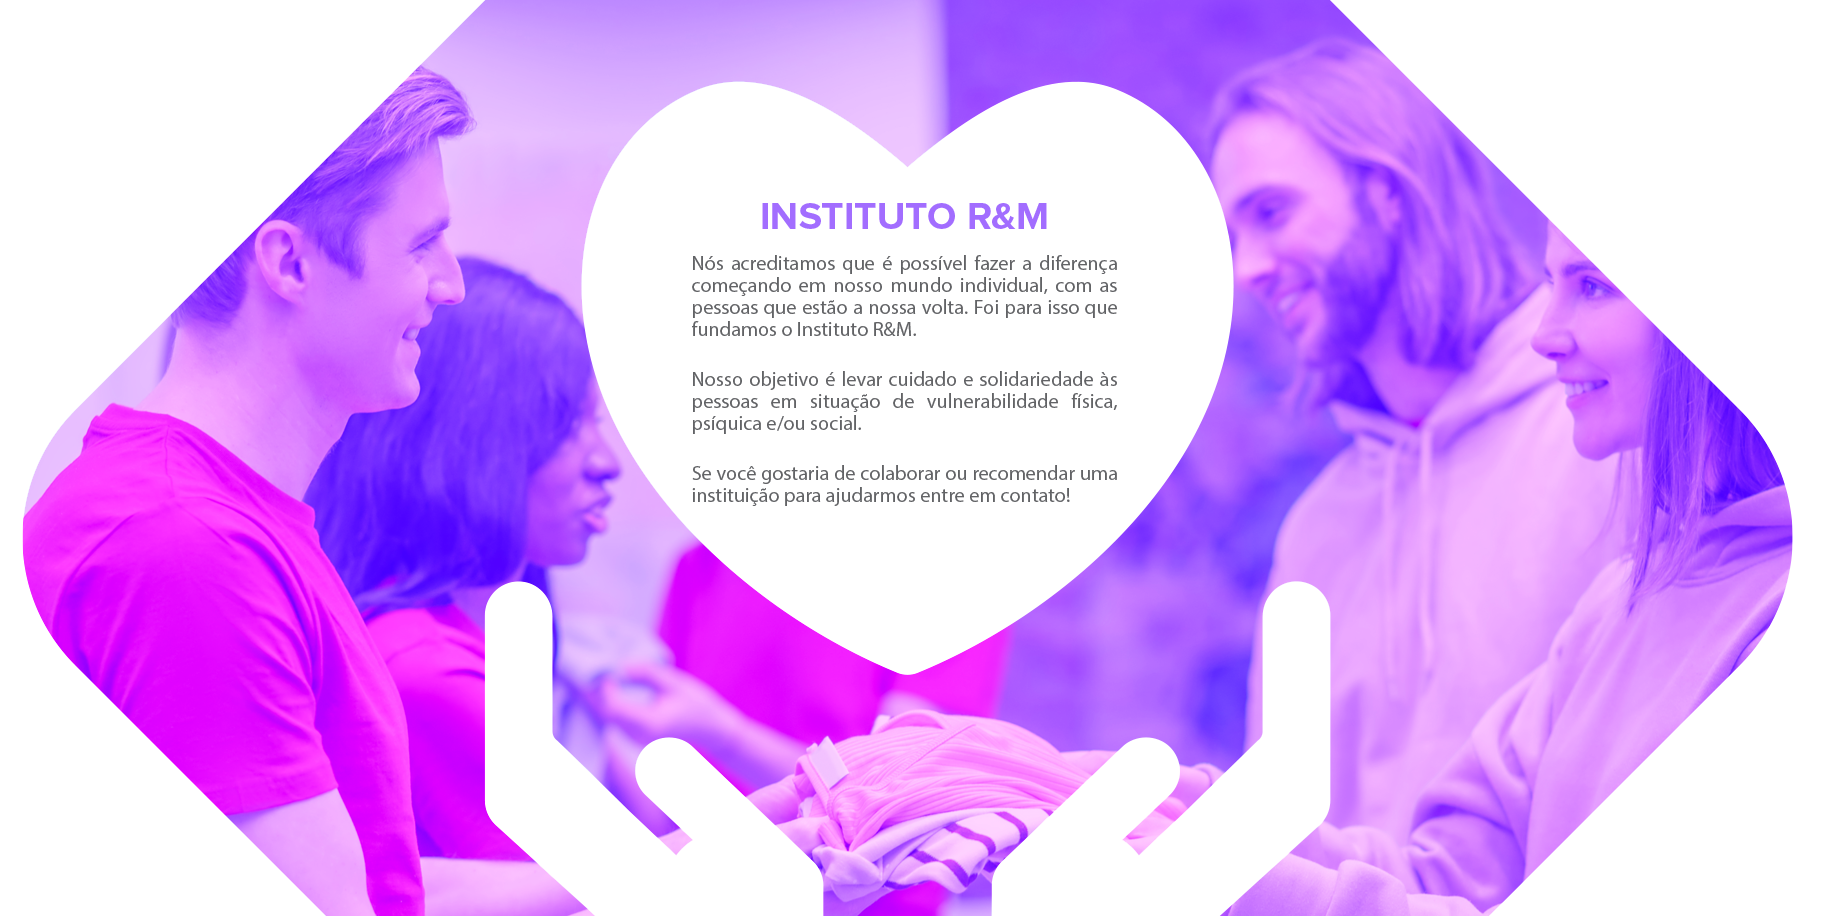 INSTITUTO R&M
Nós acreditamos que é possível fazer a diferença
começando em nosso mundo individual, com as
pessoas que estão a nossa volta. Foi para isso que
fundamos o Instituto R&M.
Nosso objetivo é levar cuidado e solidariedade às
pessoas em situação de vulnerabilidade física,
psíquica e/ou social.
Se você gostaria de colaborar ou recomendar uma
instituição para ajudarmos entre em contato!